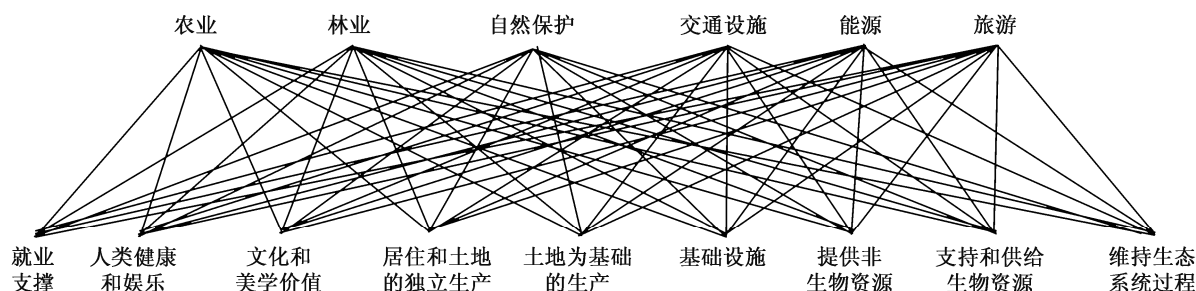 农业 林业 自然保护 交通设施 能源 旅游
就业 人类健康 文化和 居住和土地 土地为基础 基础设施 提供非 支持和供给 维持生态
支撑 和娱乐 美学价值 的独立生产 的生产 生物资源 生物资源 系统过程